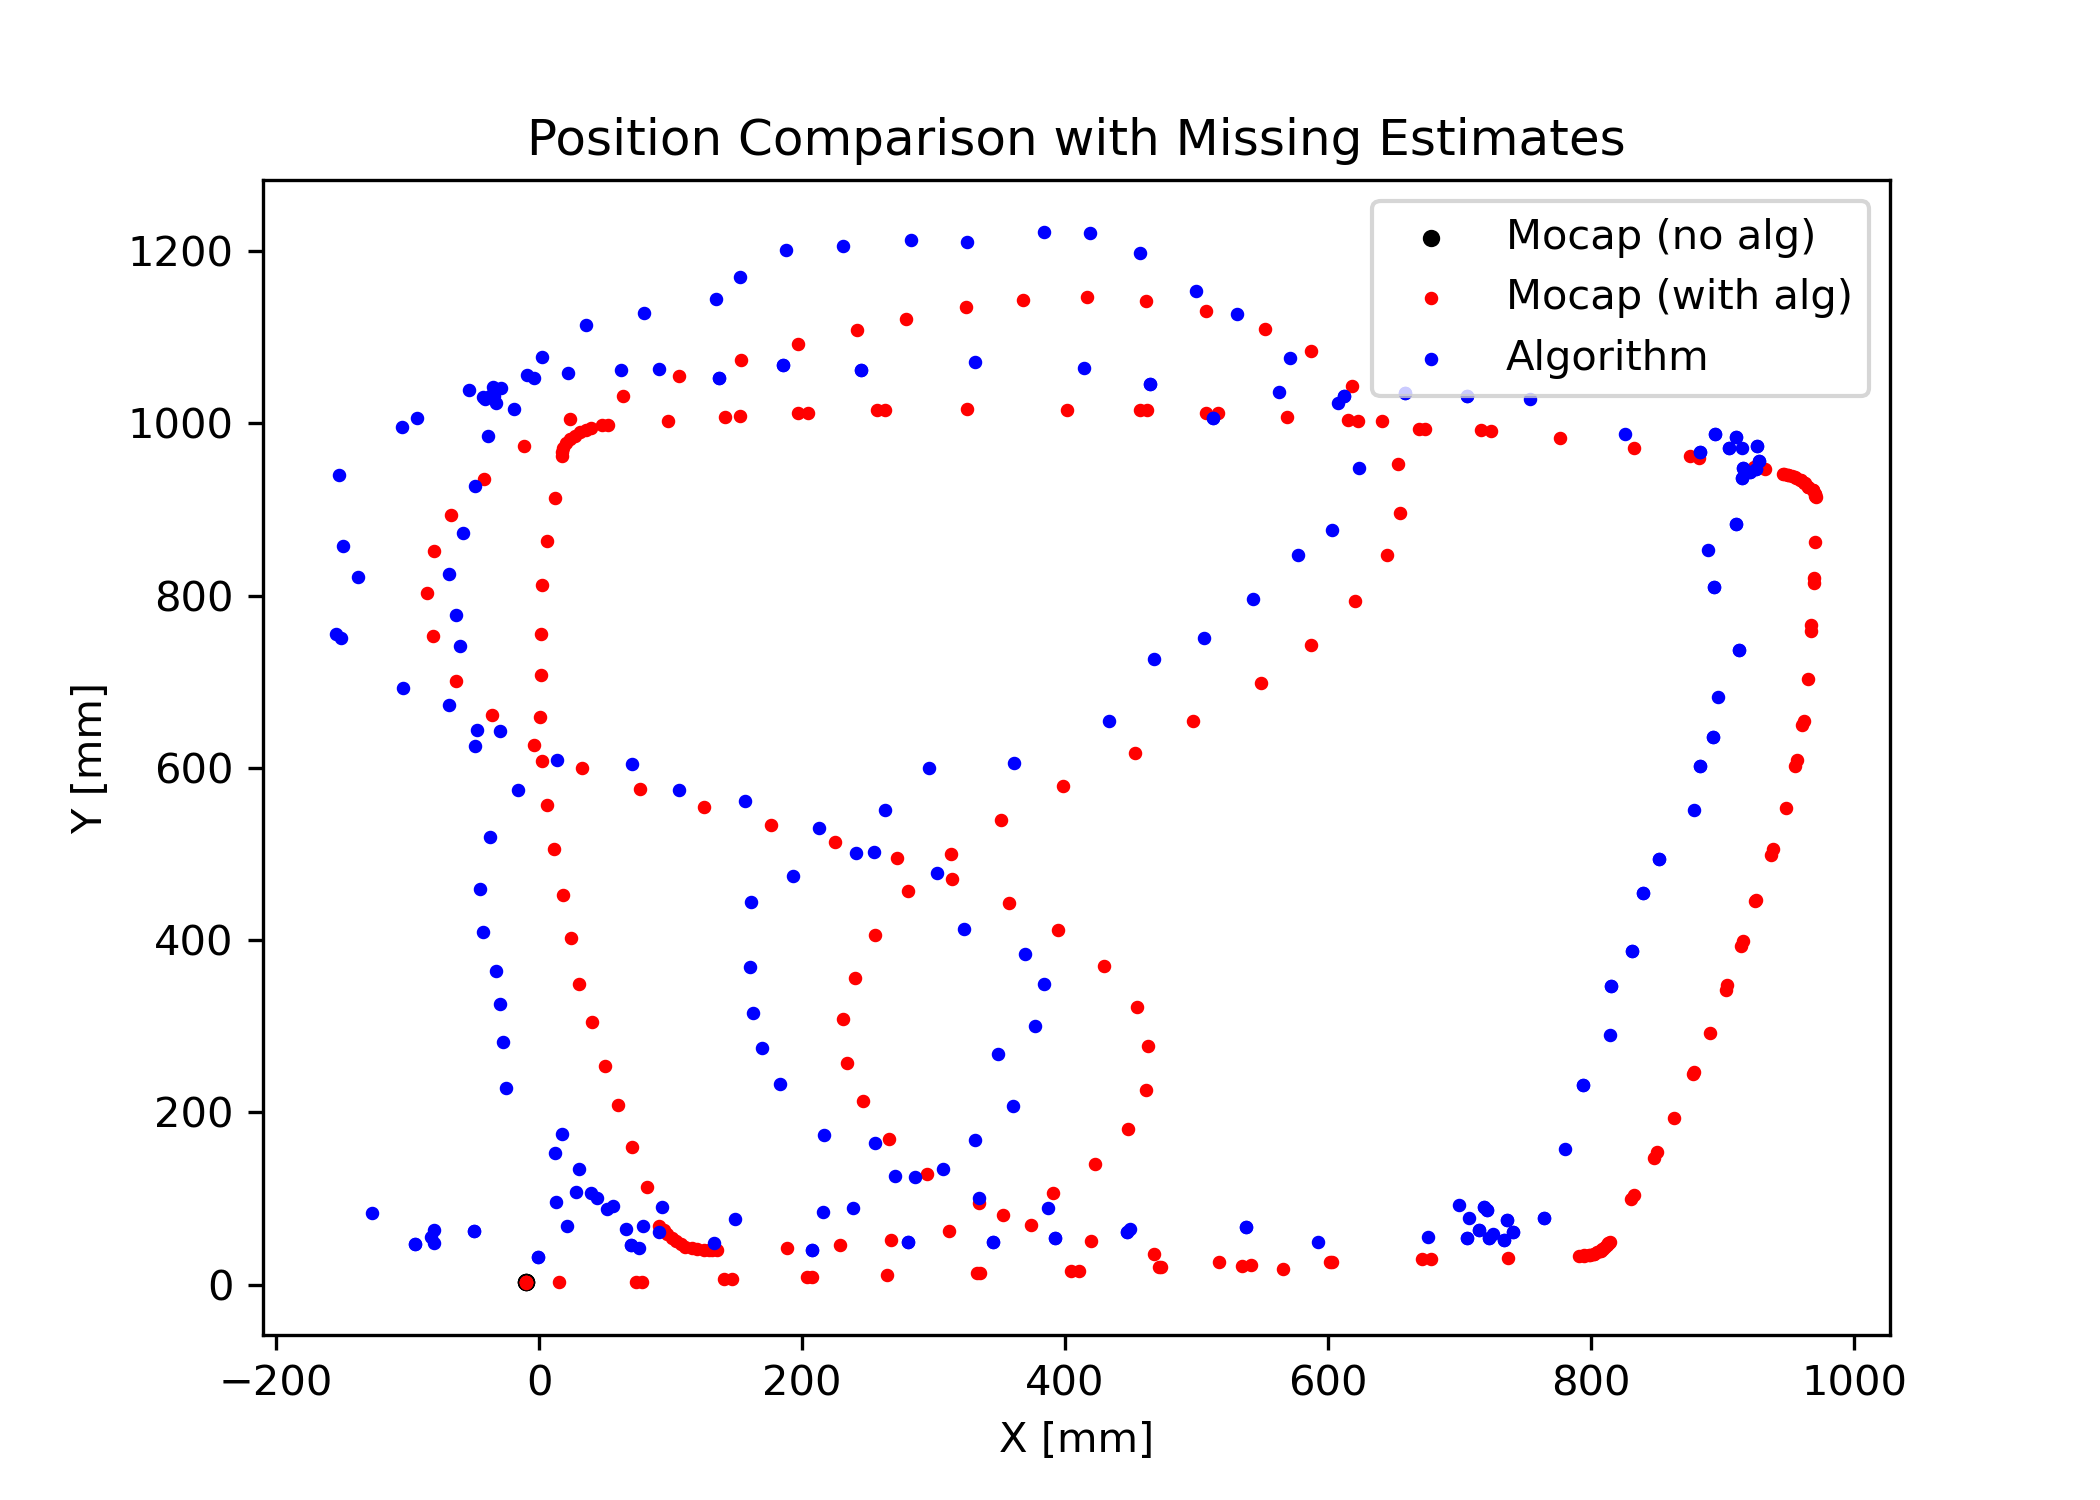 Position Comparison with Missing Estimates
Mocap (no alg)
Mocap (with alg)
Algorithm
1200
1000
800
600
400
200
0
Y [mm]
−200 0 200 400 600 800 1000
X [mm]